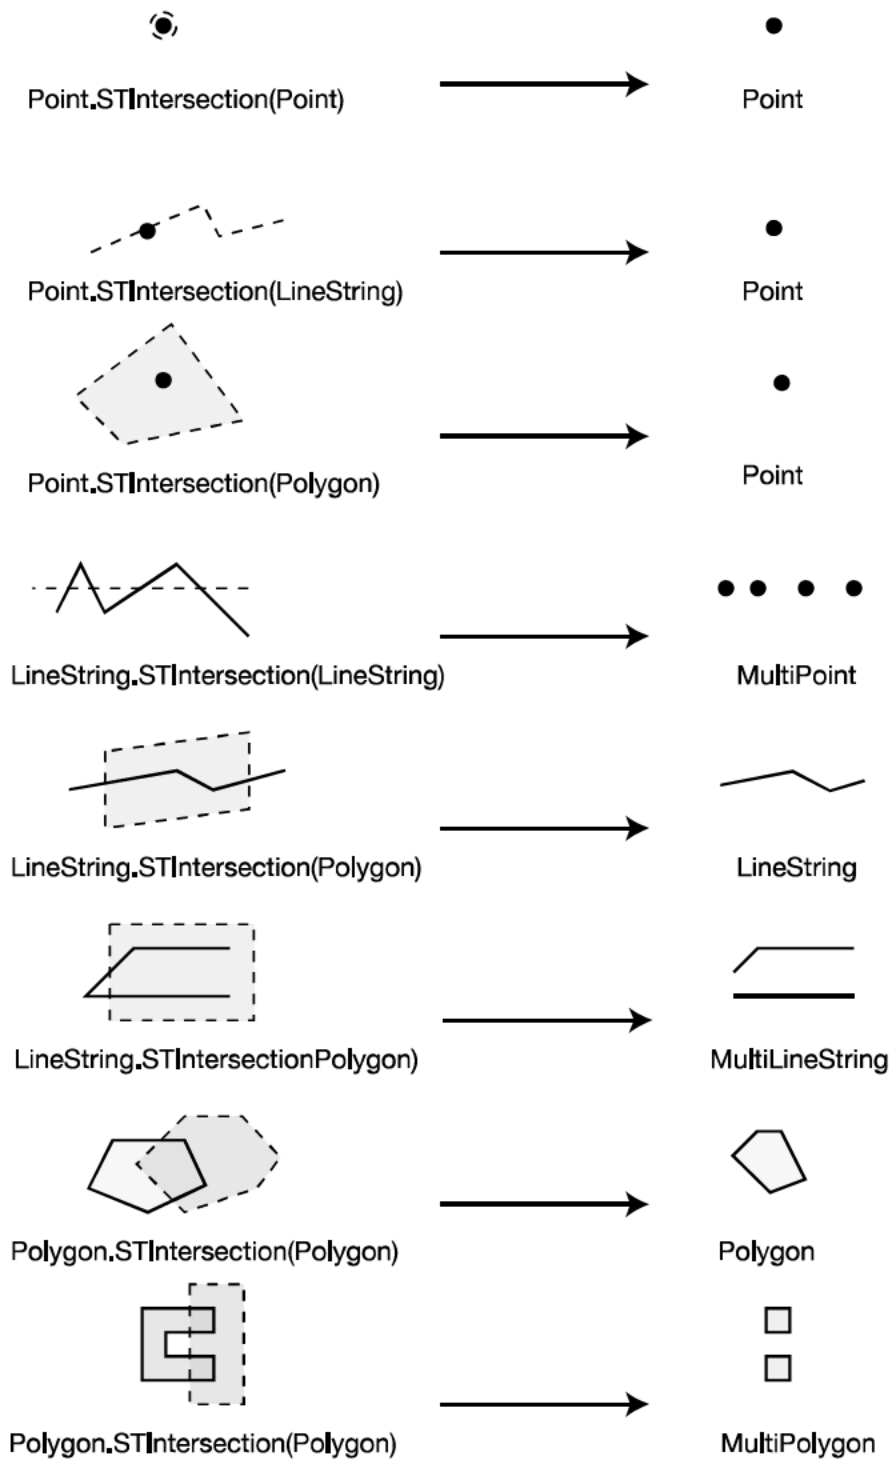 Point.STIntersection(Point)
Point
Point.STIntersection(LineString)
Point
Point.STIntersection(Polygon)
Point
LineString.STIntersection(LineString)
MultiPoint
LineString.STIntersection(Polygon)
LineString
LineString.STIntersectionPolygon)
MultiLineString
Polygon.STIntersection(Polygon)
Polygon
Polygon.STIntersection(Polygon)
MultiPolygon